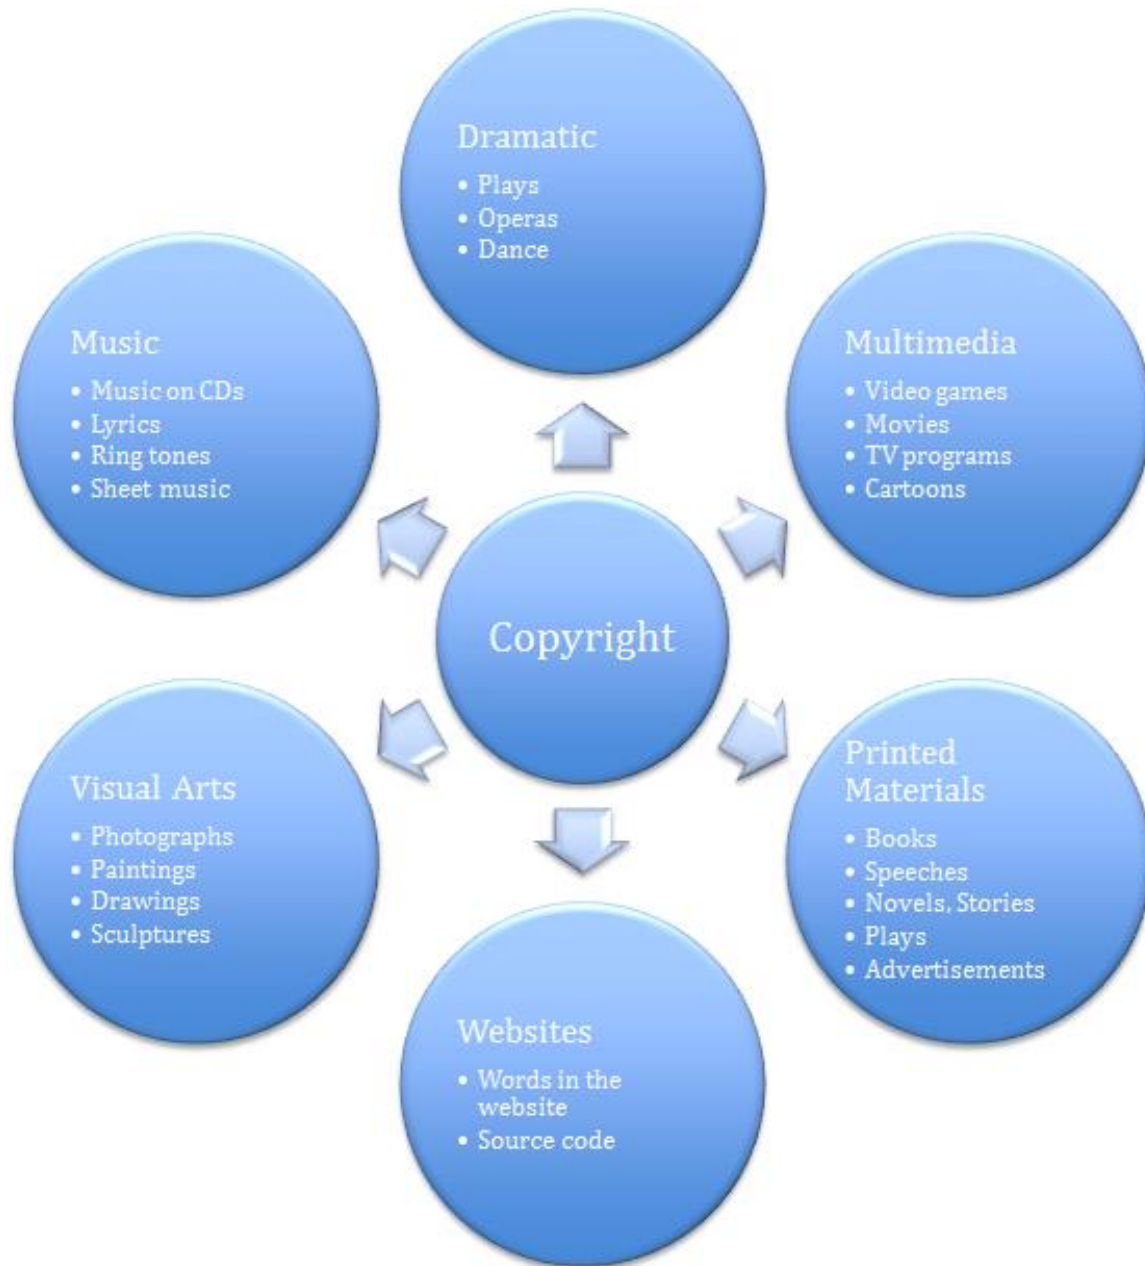 Dramatic
• Plays
• Operas
• Dance
Music
• Music on CDs
• Lyrics
• Ring tones
• Sheet music
Multimedia
• Video games
• Movies
• TV programs
• Cartoons
Copyright
Visual Arts
• Photographs
• Paintings
• Drawings
• Sculptures
Printed
Materials
• Books
• Speeches
• Novels, Stories
• Plays
• Advertisements
Websites
• Words in the
website
• Source code